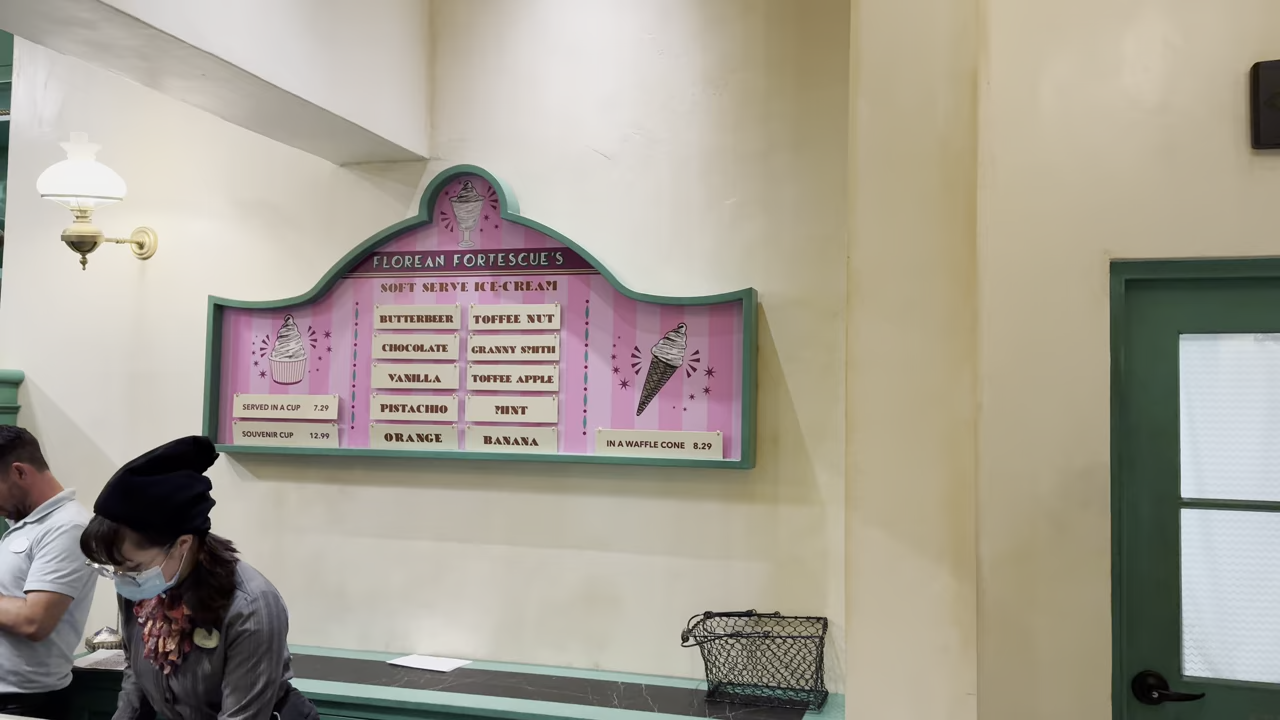 FLOREAN FORTESCUE'S
SOFT SERVE ICE-CREAM
BUTTERBEER
TOFFEE NUT
CHOCOLATE
GRANNY SMITH
VANILLA
TOFFEE APPLE
PISTACHIO
MINT
ORANGE
BANANA
SERVED IN A CUP 7.29
SOUVENIR CUP 12.99
IN A WAFFLE CONE 8.29